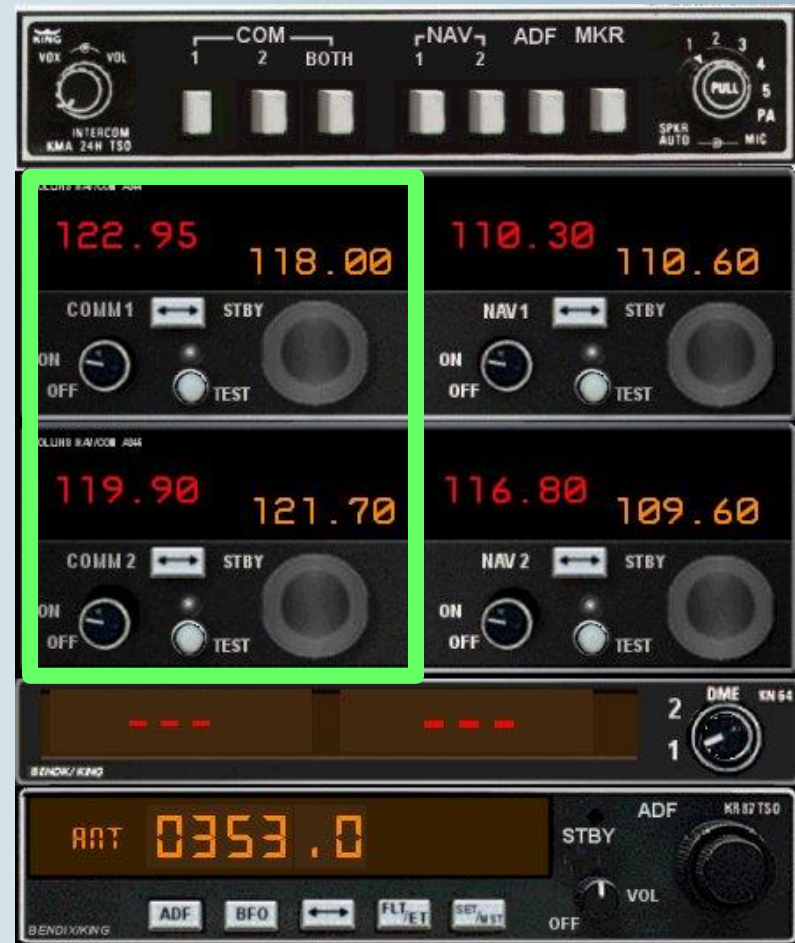 KING
COM NAV ADF MKR
1 2 BOTH 1 2
VOX VOL
INTERCOM
KMA 24H TSO
1 2 3 4 5 PA
PULL
SPKR
AUTO MIC
122.95 118.00
COMM1 STBY
ON
OFF TEST
110.30 110.60
NAV1 STBY
ON
OFF TEST
119.90 121.70
COMM2 STBY
ON
OFF TEST
116.80 109.60
NAV 2 STBY
ON
OFF TEST
--- ---
2 DME KN 64
1
BENDIX/KING
ANT 0353.0
ADF KR 87 TSO
STBY
VOL
OFF
ADF BFO FLT/ET SET/RST
BENDIX/KING